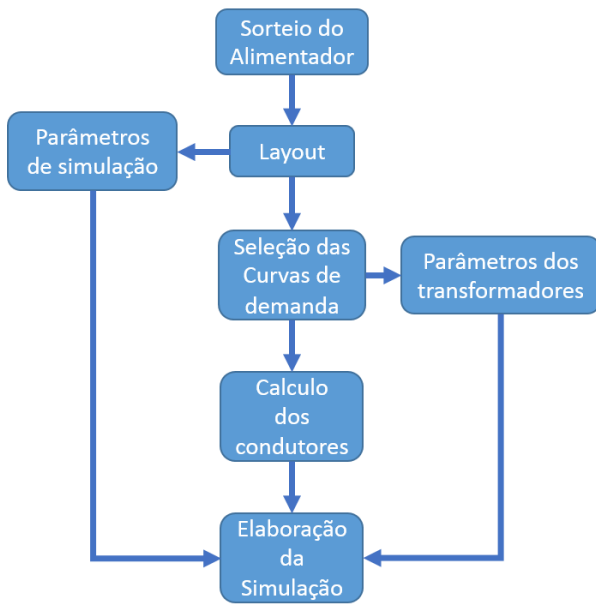 Sorteio do
Alimentador
Parâmetros
de simulação
Layout
Seleção das
Curvas de
demanda
Parâmetros dos
transformadores
Calculo
dos
condutores
Elaboração
da
Simulação